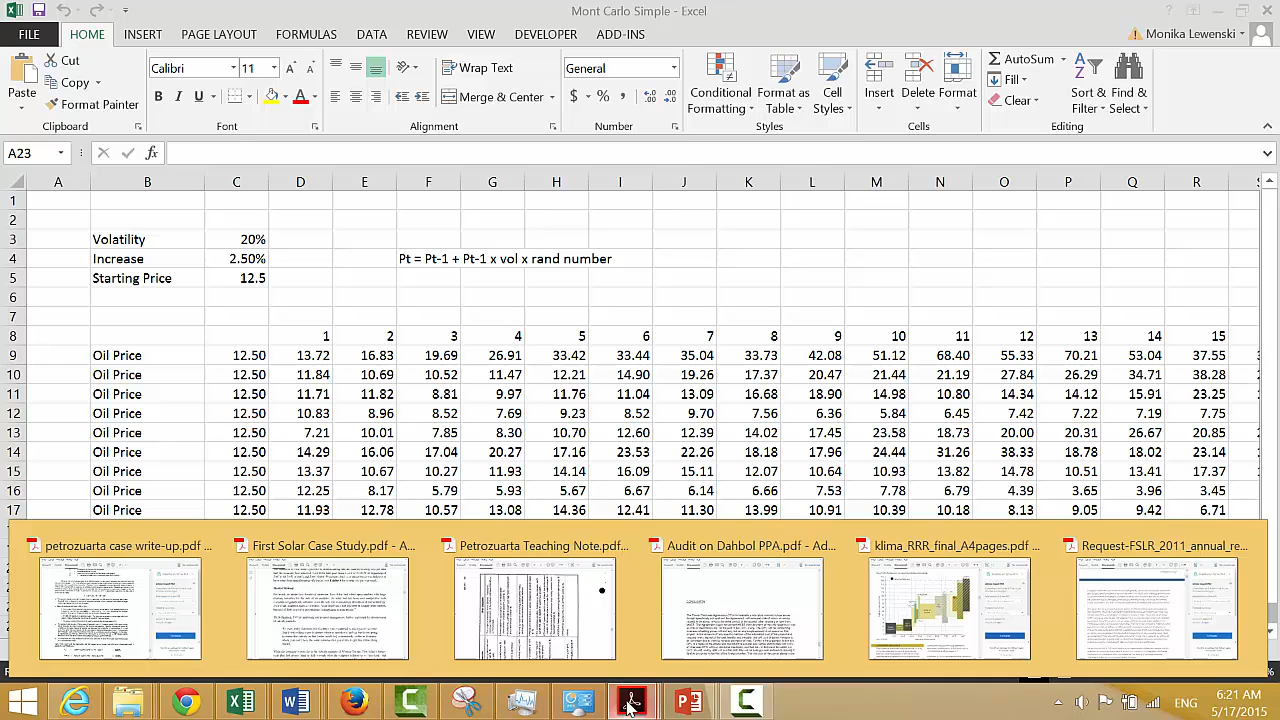 Mont Carlo Simple - Excel
FILE HOME INSERT PAGE LAYOUT FORMULAS DATA REVIEW VIEW DEVELOPER ADD-INS Monika Lewenski
Cut Calibri 11 Wrap Text General AutoSum
Copy
Paste Format Painter Merge & Center Conditional Formatting Format as Table Cell Styles Insert Delete Format Fill Clear Sort & Filter Find & Select
Clipboard Font Alignment Number Styles Cells Editing
A23 fx
A B C D E F G H I J K L M N O P Q R
1
2
3 Volatility 20%
4 Increase 2.50% Pt = Pt-1 + Pt-1 x vol x rand number
5 Starting Price 12.5
6
7
8 1 2 3 4 5 6 7 8 9 10 11 12 13 14 15
9 Oil Price 12.50 13.72 16.83 19.69 26.91 33.42 33.44 35.04 33.73 42.08 51.12 68.40 55.33 70.21 53.04 37.55
10 Oil Price 12.50 11.84 10.69 10.52 11.47 12.21 14.90 19.26 17.37 20.47 21.44 21.19 27.84 26.29 34.71 38.28
11 Oil Price 12.50 11.71 11.82 8.81 9.97 11.76 11.04 13.09 16.68 18.90 14.98 10.80 14.34 14.12 15.91 23.25
12 Oil Price 12.50 10.83 8.96 8.52 7.69 9.23 8.52 9.70 7.56 6.36 5.84 6.45 7.42 7.22 7.19 7.75
13 Oil Price 12.50 7.21 10.01 7.85 8.30 10.70 12.60 12.39 14.02 17.45 23.58 18.73 20.00 20.31 26.67 20.85
14 Oil Price 12.50 14.29 16.06 17.04 20.27 17.16 23.53 22.26 18.18 17.96 24.44 31.26 38.33 18.78 18.02 23.14
15 Oil Price 12.50 13.37 10.67 10.27 11.93 14.14 16.09 15.11 12.07 10.64 10.93 13.82 14.78 10.51 13.41 17.37
16 Oil Price 12.50 12.25 8.17 5.79 5.93 5.67 6.67 6.14 6.66 7.53 7.78 6.79 4.39 3.65 3.96 3.45
17 Oil Price 12.50 11.93 12.78 10.57 13.08 14.36 12.41 11.30 13.99 10.91 10.39 10.18 8.13 9.05 9.42 6.71
petrozuarta case write-up.pdf ... First Solar Case Study.pdf - A... Petrozuarta Teaching Note.pdf... Audit on Dahbol PPA.pdf - Ad... klima_RRR_final_A4pages.pdf ... Request-FSLR_2011_annual_re...
ENG 6:21 AM
5/17/2015